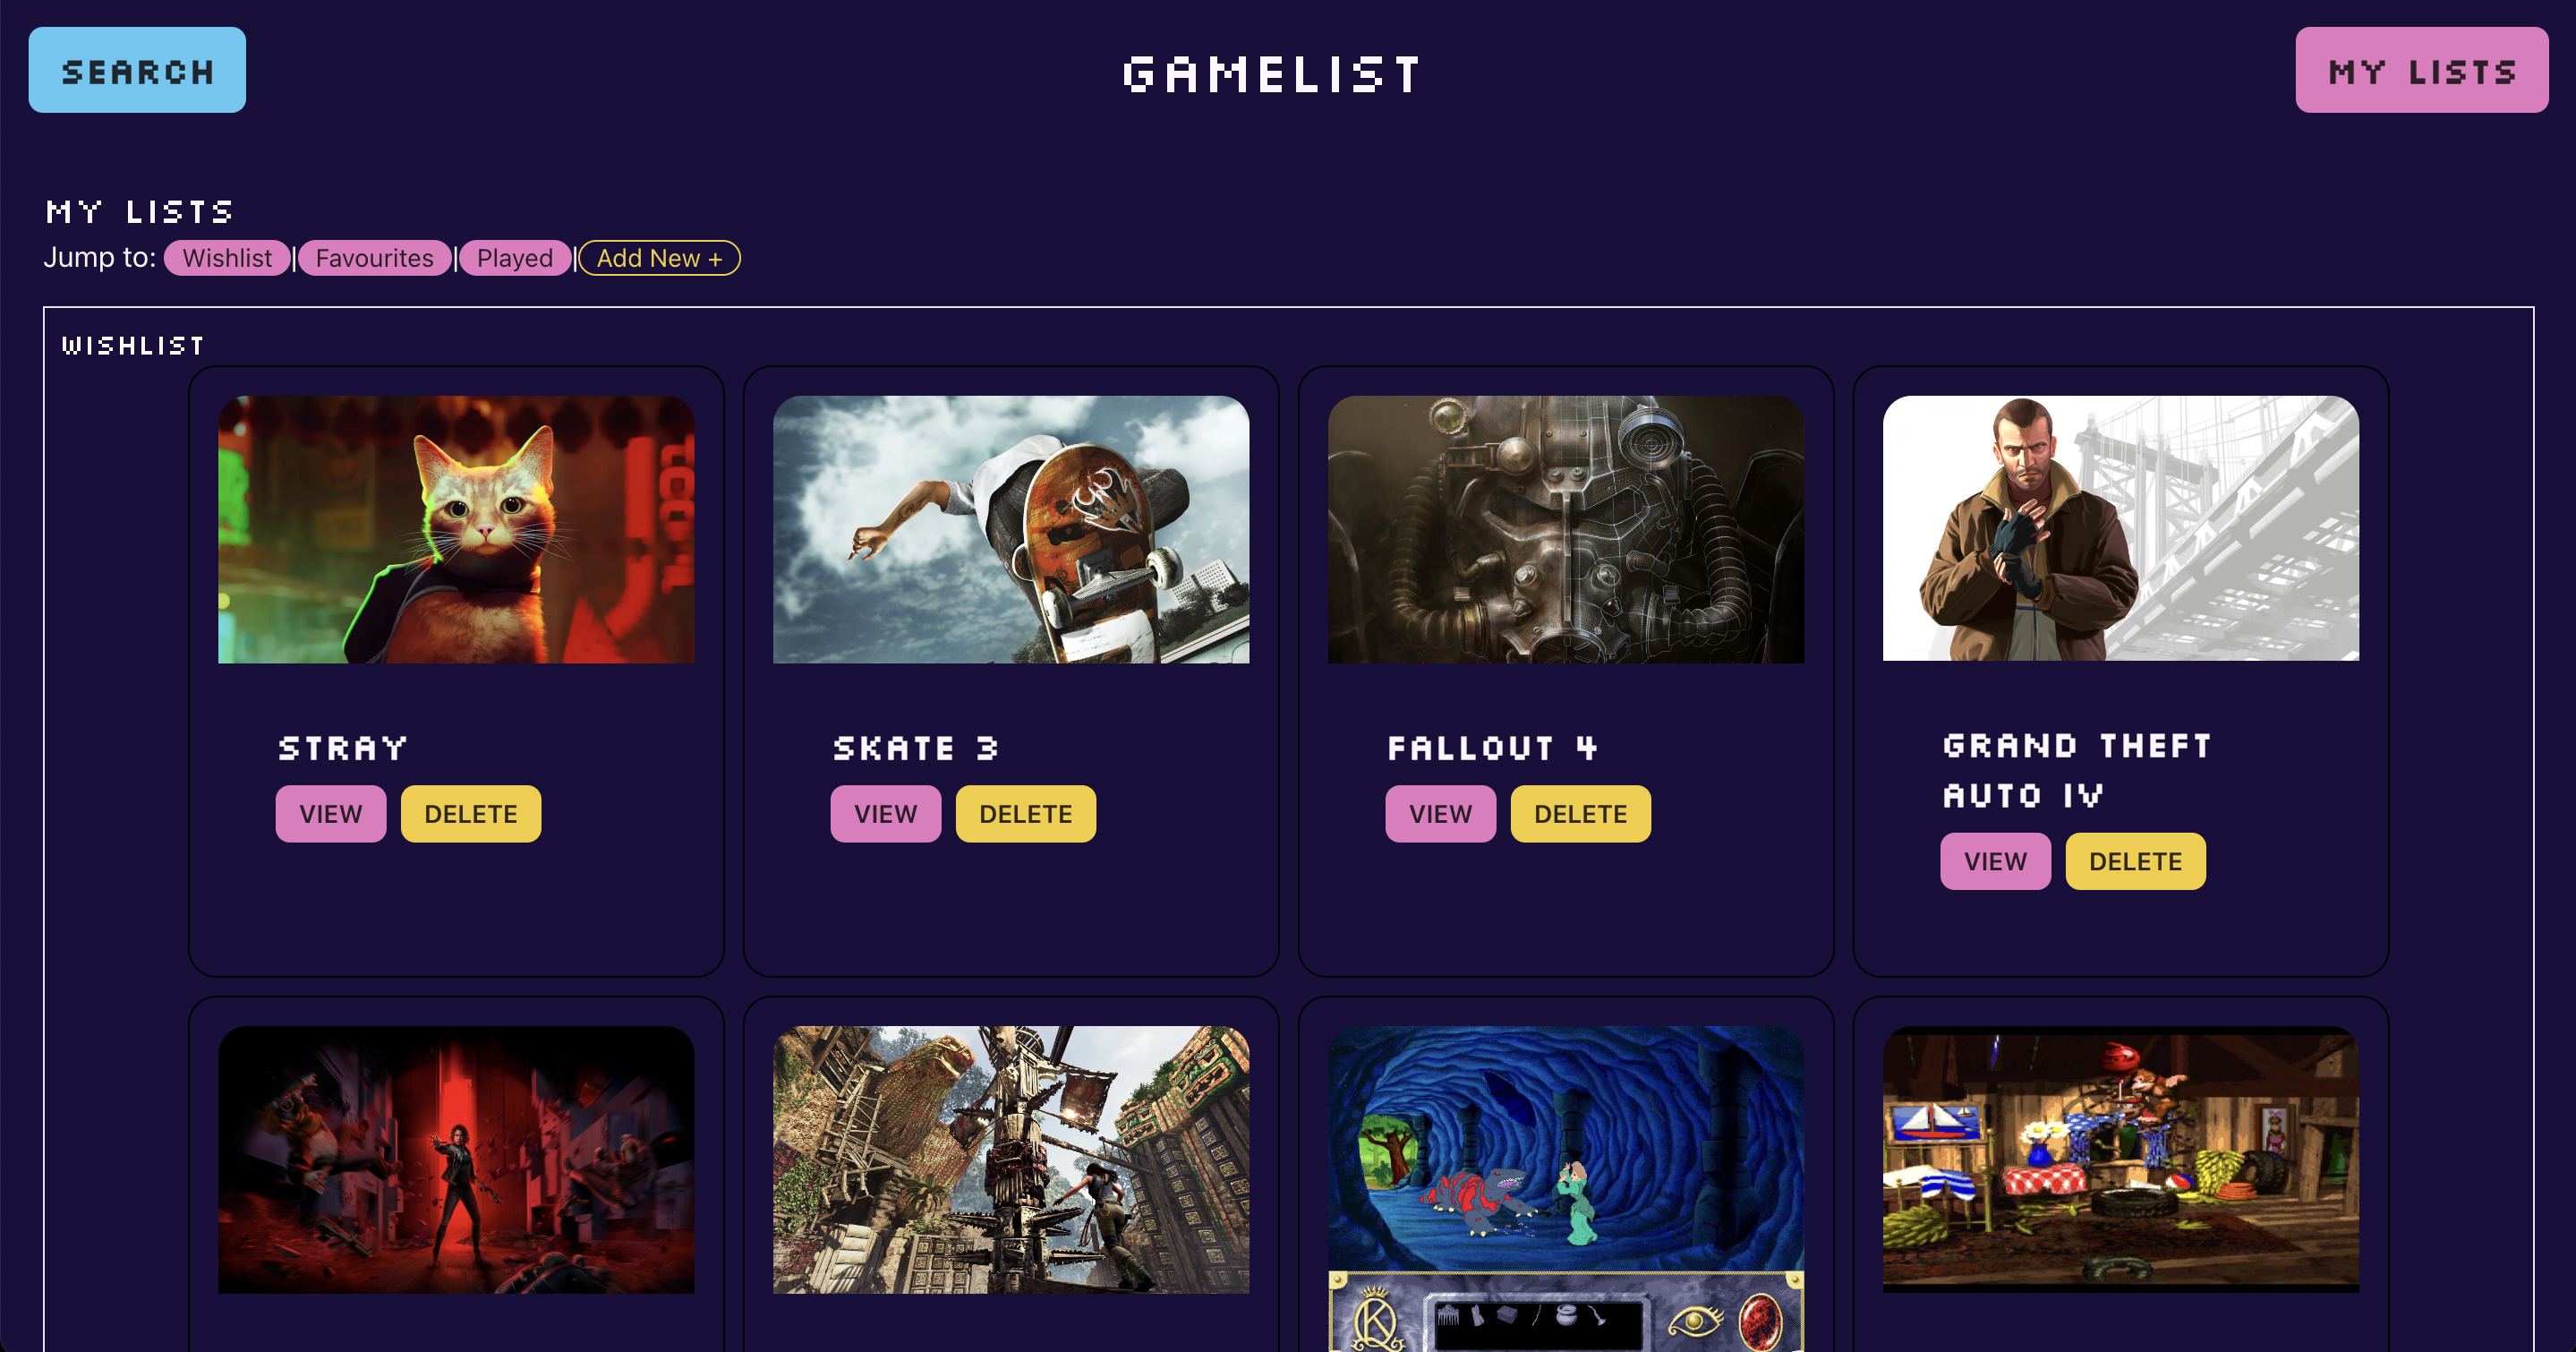 SEARCH
GAMELIST
MY LISTS
MY LISTS
Jump to: Wishlist|Favourites|Played|Add New +
WISHLIST
STRAY
VIEW DELETE
SKATE 3
VIEW DELETE
FALLOUT 4
VIEW DELETE
GRAND THEFT
AUTO IV
VIEW DELETE